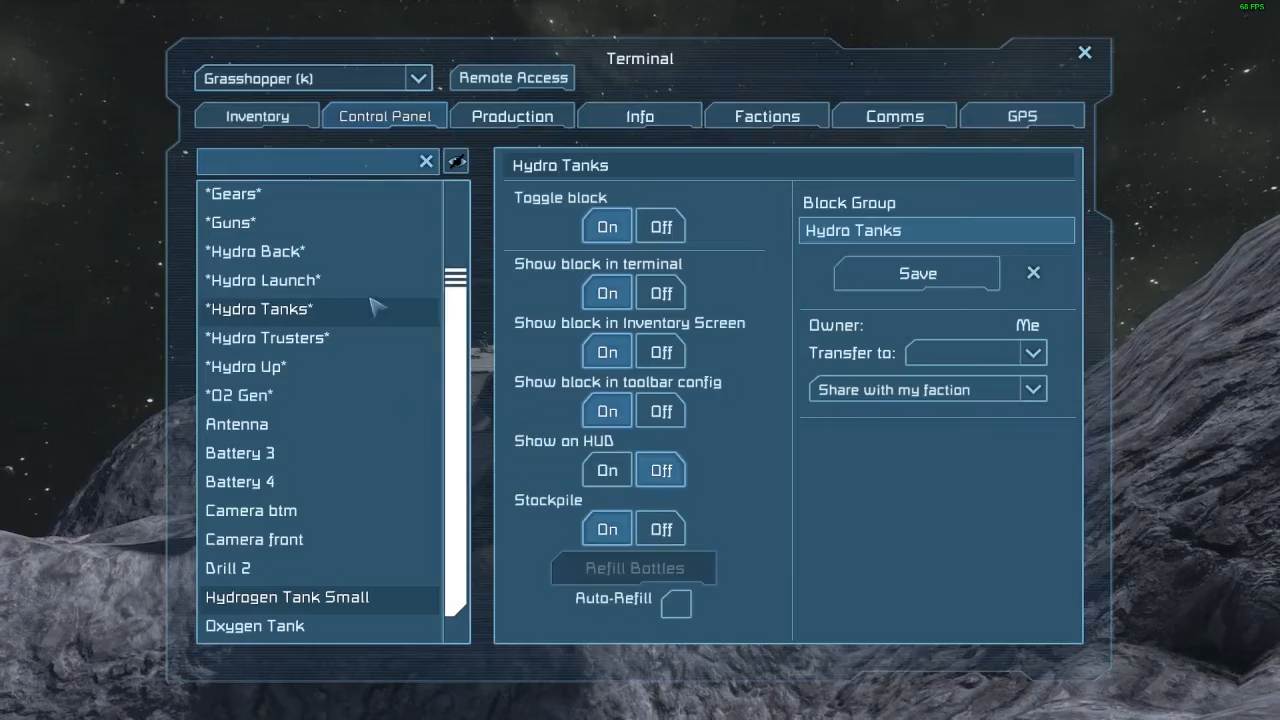 68 FPS
Terminal
Grasshopper (k)
Remote Access
Inventory
Control Panel
Production
Info
Factions
Comms
GPS
*Gears*
*Guns*
*Hydro Back*
*Hydro Launch*
*Hydro Tanks*
*Hydro Trusters*
*Hydro Up*
*O2 Gen*
Antenna
Battery 3
Battery 4
Camera btm
Camera front
Drill 2
Hydrogen Tank Small
Oxygen Tank
Hydro Tanks
Toggle block
On Off
Show block in terminal
On Off
Show block in Inventory Screen
On Off
Show block in toolbar config
On Off
Show on HUD
On Off
Stockpile
On Off
Refill Bottles
Auto-Refill
Block Group
Hydro Tanks
Save
Owner: Me
Transfer to:
Share with my faction